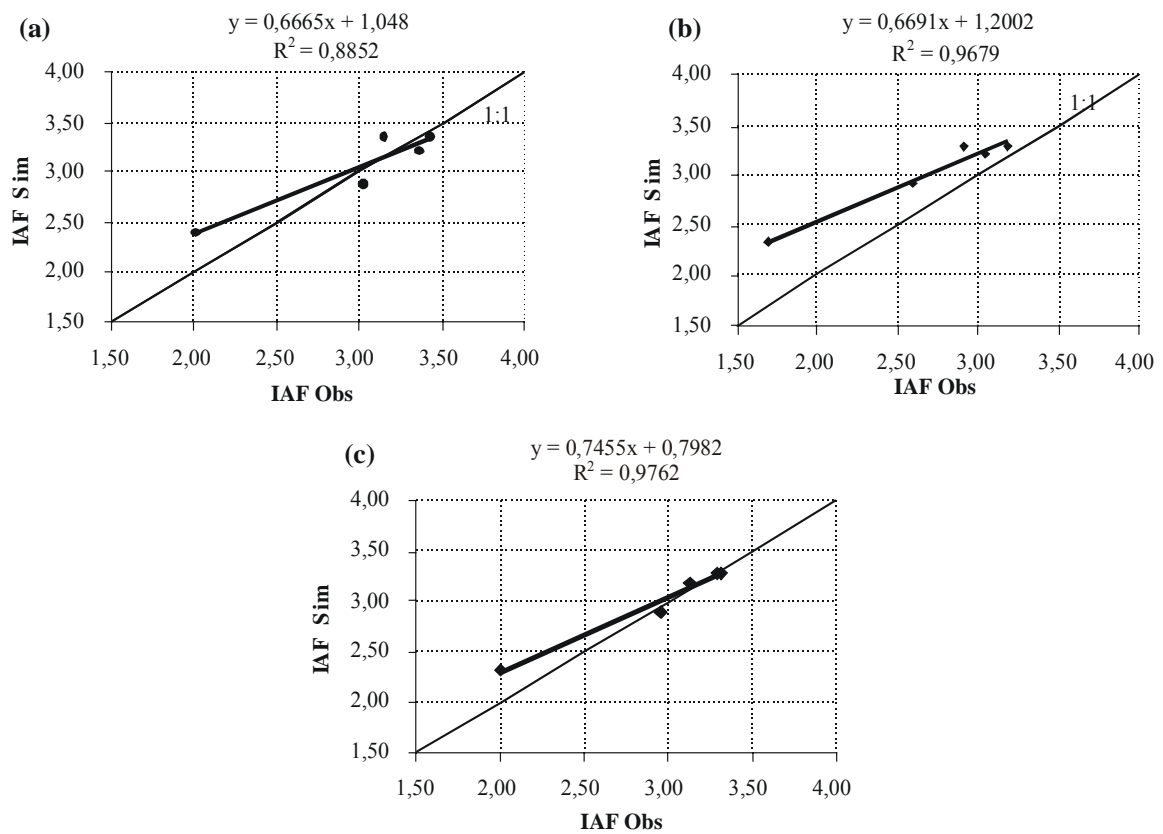 (a)
y = 0,6665x + 1,048
R² = 0,8852
4,00
3,50
3,00
2,50
2,00
1,50
IAF Sim
1:1
1,50 2,00 2,50 3,00 3,50 4,00
IAF Obs
(b)
y = 0,6691x + 1,2002
R² = 0,9679
4,00
3,50
3,00
2,50
2,00
1,50
IAF Sim
1:1
1,50 2,00 2,50 3,00 3,50 4,00
IAF Obs
(c)
y = 0,7455x + 0,7982
R² = 0,9762
4,00
3,50
3,00
2,50
2,00
1,50
IAF Sim
1,50 2,00 2,50 3,00 3,50 4,00
IAF Obs